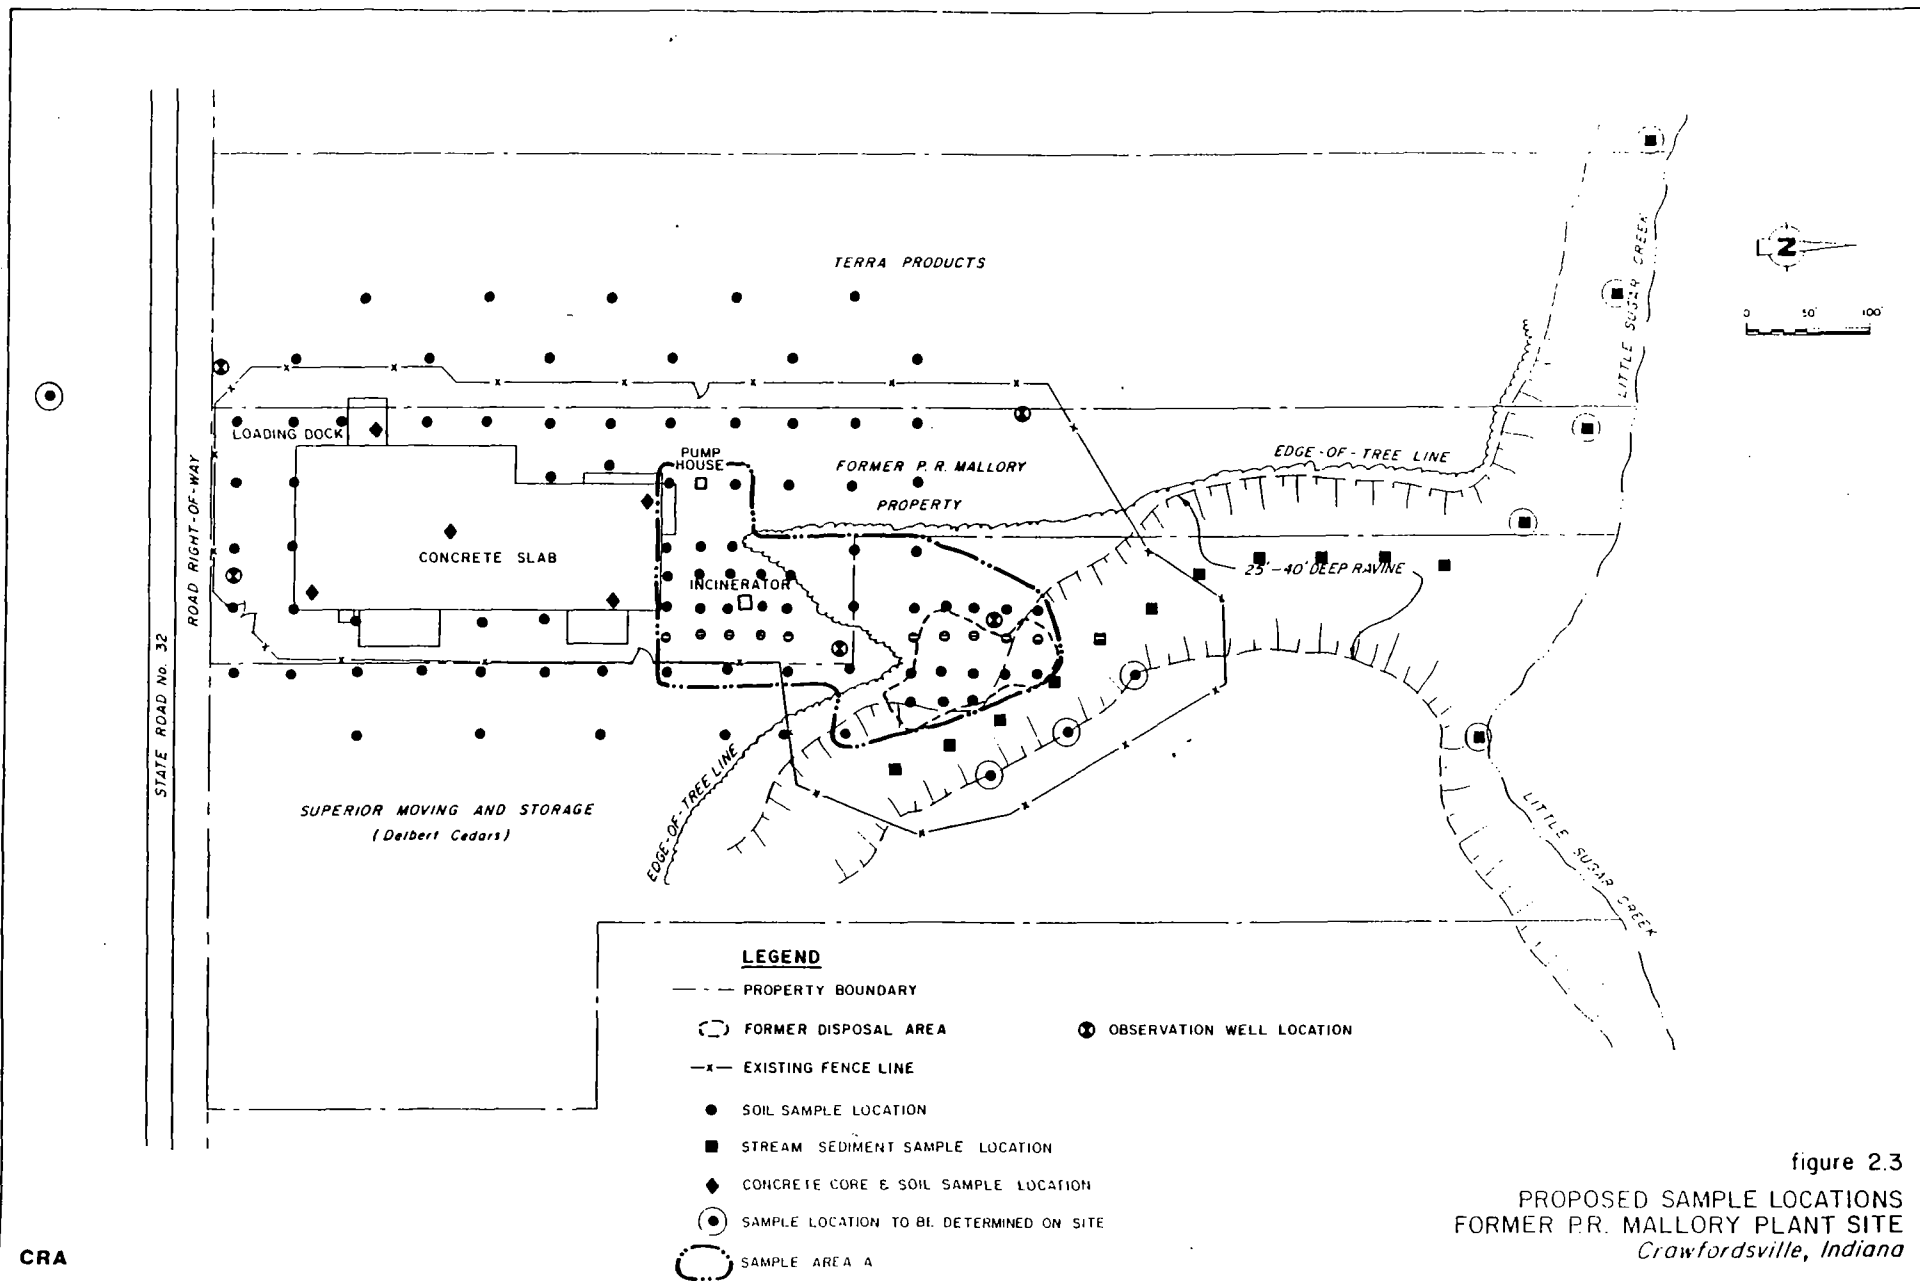 TERRA PRODUCTS
LITTLE SUGAR CREEK
N
0 50' 100'
LOADING DOCK
PUMP
HOUSE
FORMER P. R. MALLORY
PROPERTY
EDGE-OF-TREE LINE
ROAD RIGHT-OF-WAY
STATE ROAD No. 32
CONCRETE SLAB
INCINERATOR
25'-40' DEEP RAVINE
EDGE-OF-TREE LINE
SUPERIOR MOVING AND STORAGE
(Delbert Cedars)
LITTLE SUGAR CREEK
LEGEND
PROPERTY BOUNDARY
FORMER DISPOSAL AREA
OBSERVATION WELL LOCATION
EXISTING FENCE LINE
SOIL SAMPLE LOCATION
STREAM SEDIMENT SAMPLE LOCATION
CONCRETE CORE & SOIL SAMPLE LOCATION
SAMPLE LOCATION TO BE DETERMINED ON SITE
SAMPLE AREA A
figure 2.3
PROPOSED SAMPLE LOCATIONS
FORMER P.R. MALLORY PLANT SITE
Crawfordsville, Indiana
CRA